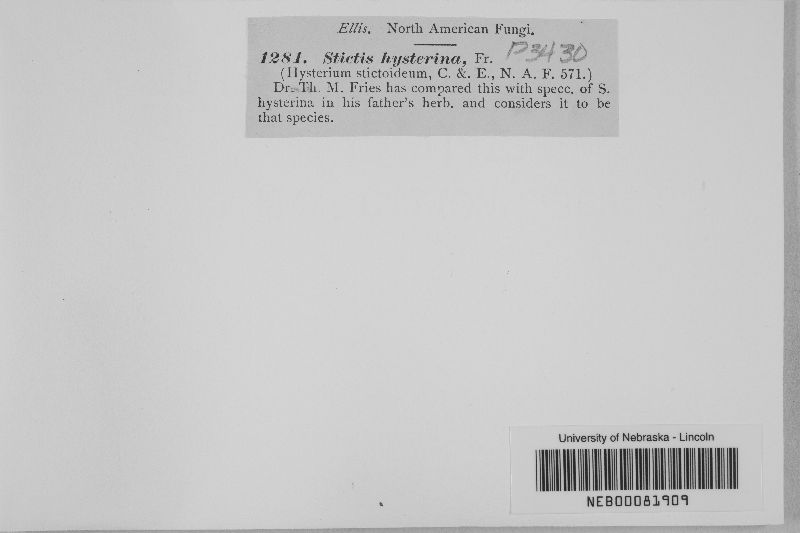 Ellis. North American Fungi.
1281. Stictis hysterina, Fr. P3430
(Hysterium stictoideum, C. & E., N. A. F. 571.)
Dr. Th. M. Fries has compared this with specc. of S.
hysterina in his father's herb. and considers it to be
that species.
University of Nebraska - Lincoln
NEB00081909